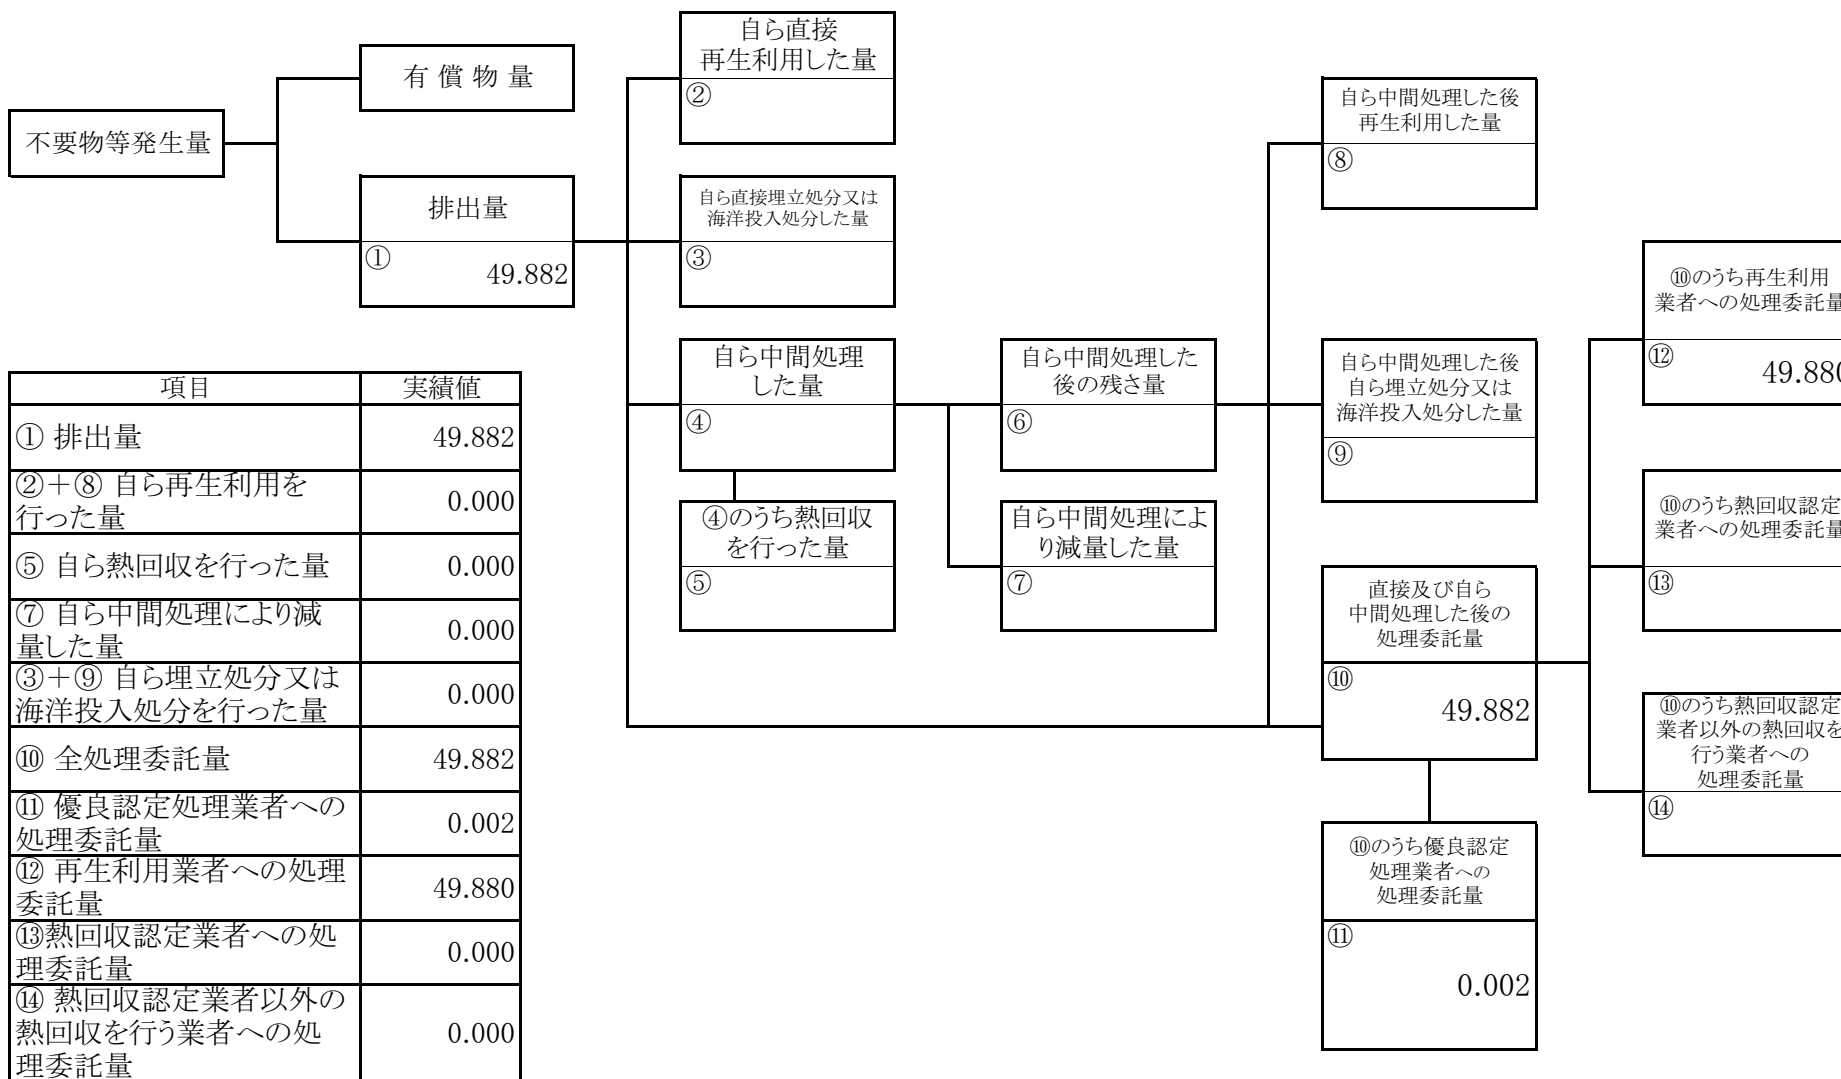 不要物等発生量
有償物量
排出量
①
49.882
自ら直接
再生利用した量
②
自ら直接埋立処分又は
海洋投入処分した量
③
自ら中間処理
した量
④
④のうち熱回収
を行った量
⑤
自ら中間処理した
後の残さ量
⑥
自ら中間処理によ
り減量した量
⑦
自ら中間処理した後
再生利用した量
⑧
自ら中間処理した後
自ら埋立処分又は
海洋投入処分した量
⑨
直接及び自ら
中間処理した後の
処理委託量
⑩
49.882
⑩のうち優良認定
処理業者への
処理委託量
⑪
0.002
⑩のうち再生利用
業者への処理委託量
⑫
49.880
⑩のうち熱回収認定
業者への処理委託量
⑬
⑩のうち熱回収認定
業者以外の熱回収を
行う業者への
処理委託量
⑭
項目 実績値
① 排出量 49.882
②+⑧ 自ら再生利用を
行った量 0.000
⑤ 自ら熱回収を行った量 0.000
⑦ 自ら中間処理により減
量した量 0.000
③+⑨ 自ら埋立処分又は
海洋投入処分を行った量 0.000
⑩ 全処理委託量 49.882
⑪ 優良認定処理業者への
処理委託量 0.002
⑫ 再生利用業者への処理
委託量 49.880
⑬熱回収認定業者への処
理委託量 0.000
⑭ 熱回収認定業者以外の
熱回収を行う業者への処
理委託量 0.000